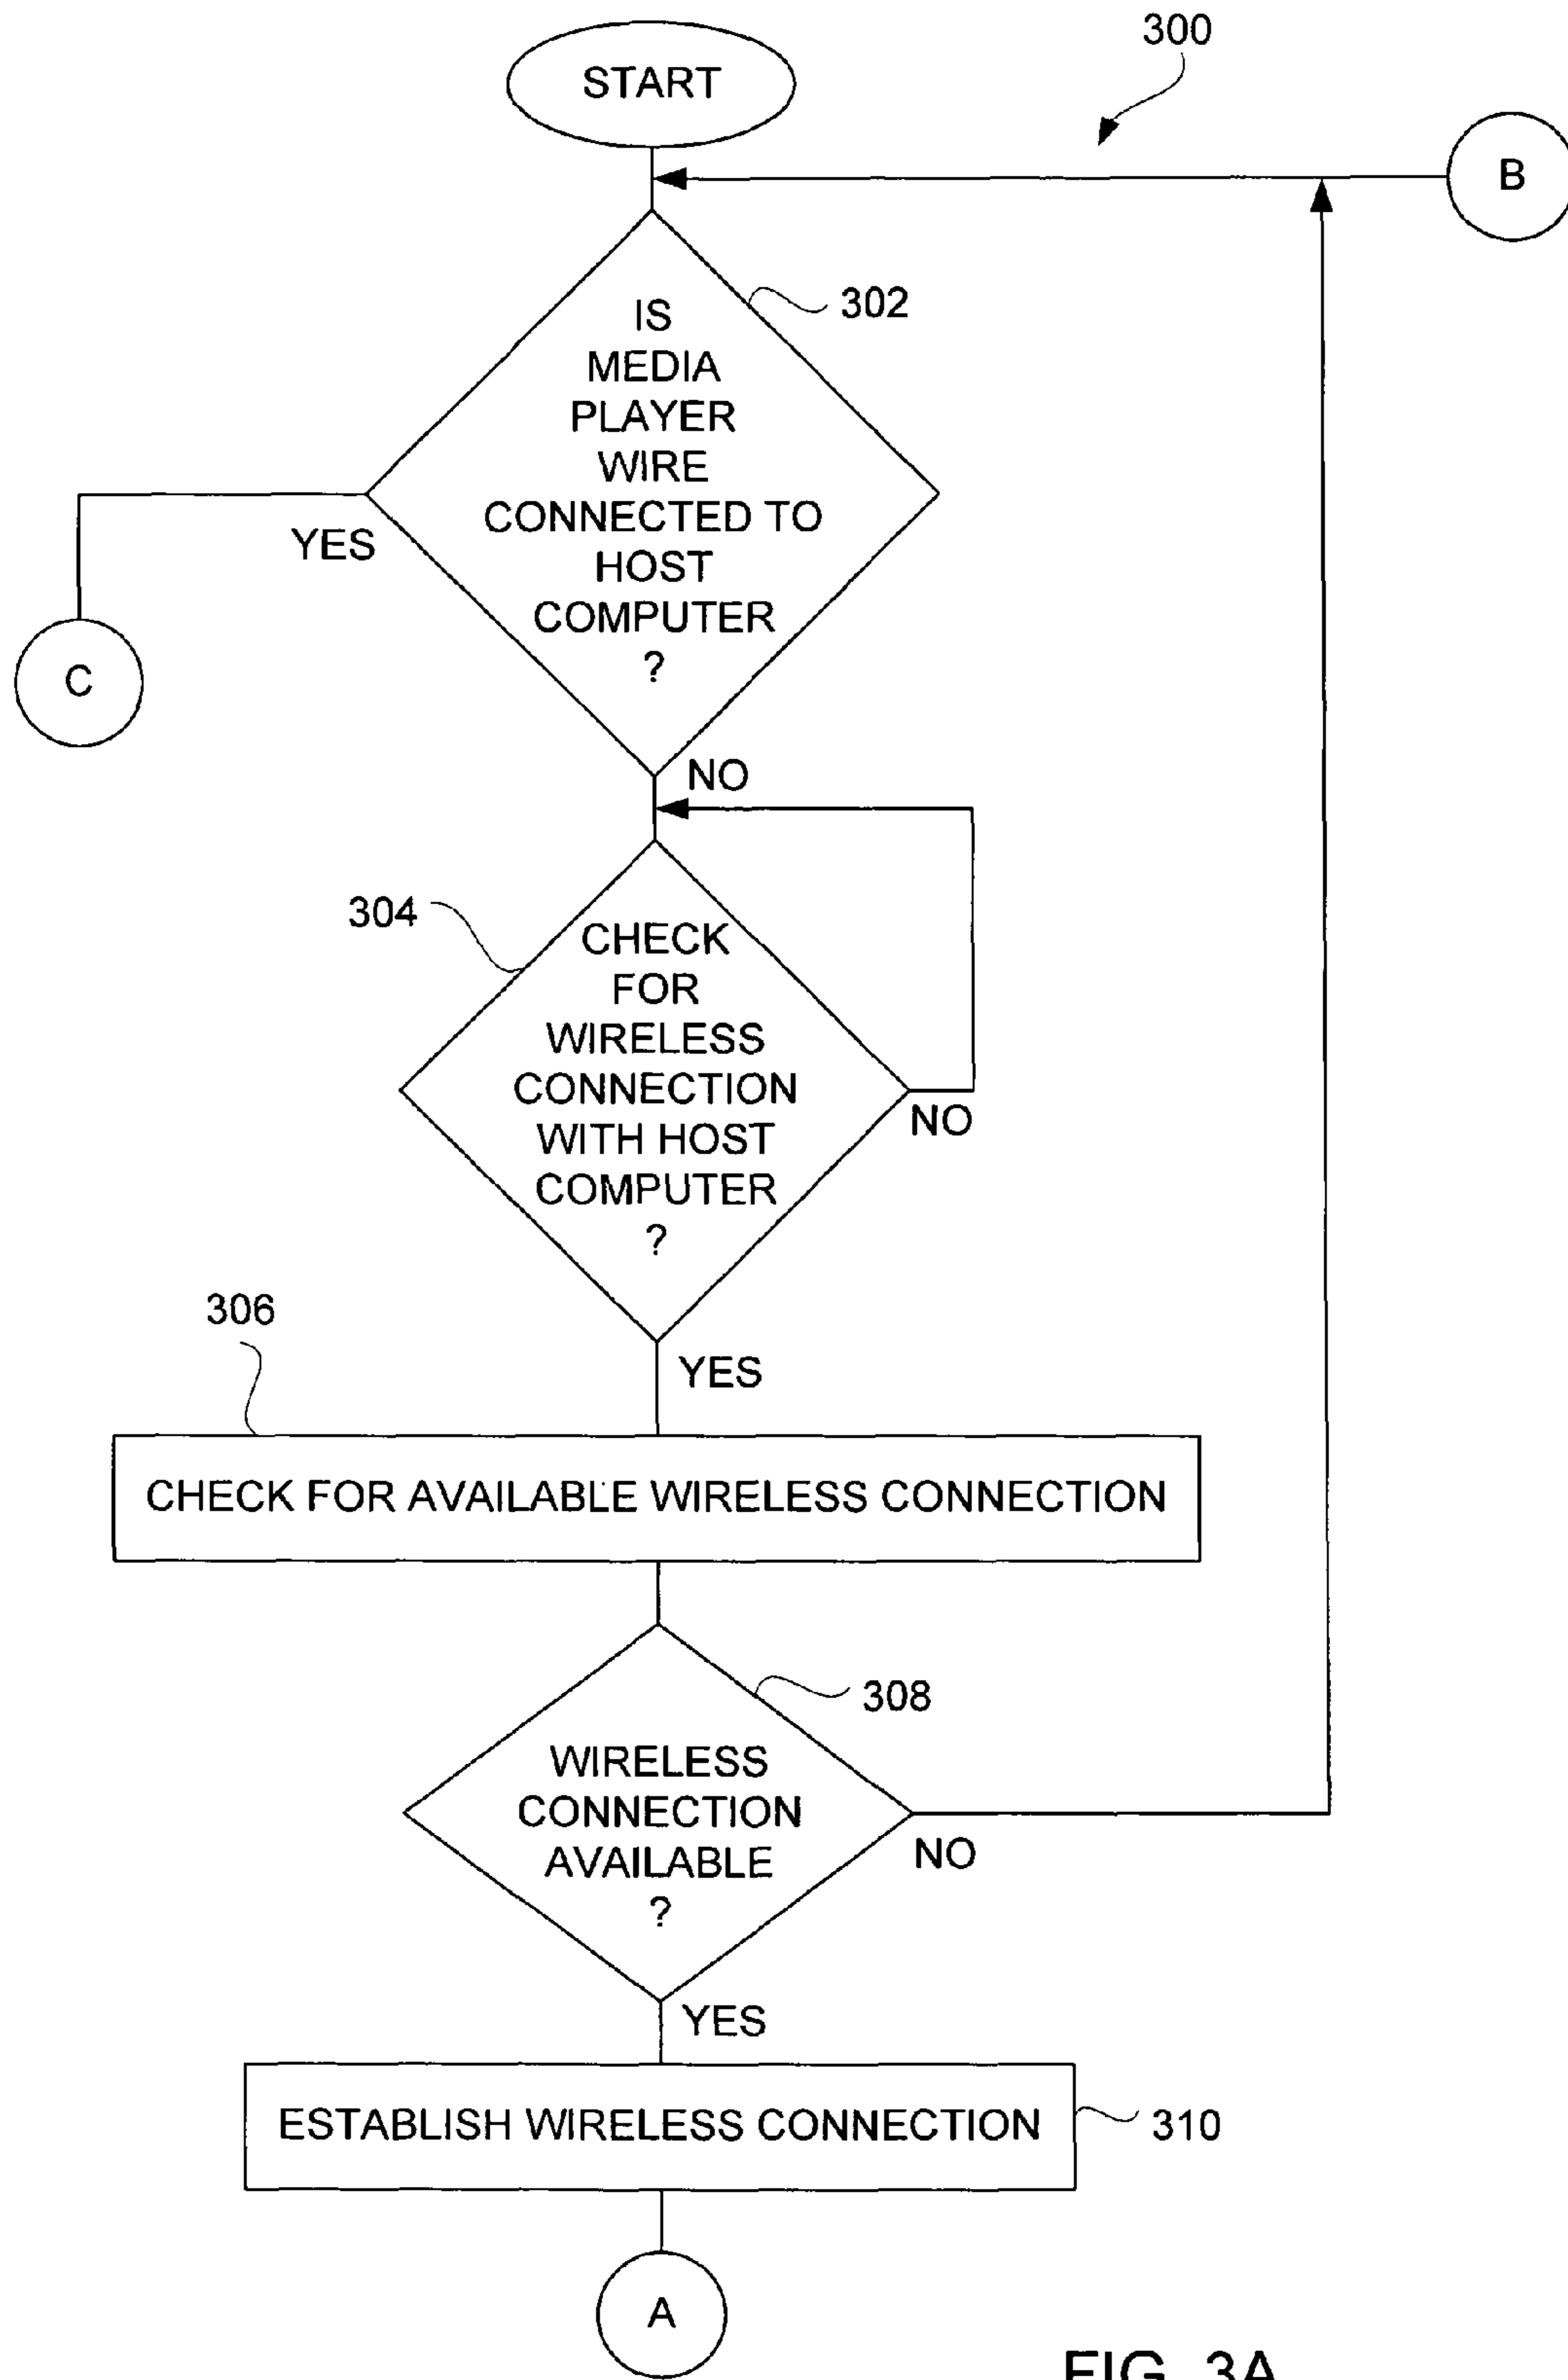 300
START
B
302
IS
MEDIA
PLAYER
WIRE
CONNECTED TO
HOST
COMPUTER
?
YES
C
NO
304
CHECK
FOR
WIRELESS
CONNECTION
WITH HOST
COMPUTER
?
NO
306
YES
CHECK FOR AVAILABLE WIRELESS CONNECTION
308
WIRELESS
CONNECTION
AVAILABLE
?
NO
YES
ESTABLISH WIRELESS CONNECTION
310
A
FIG. 3A